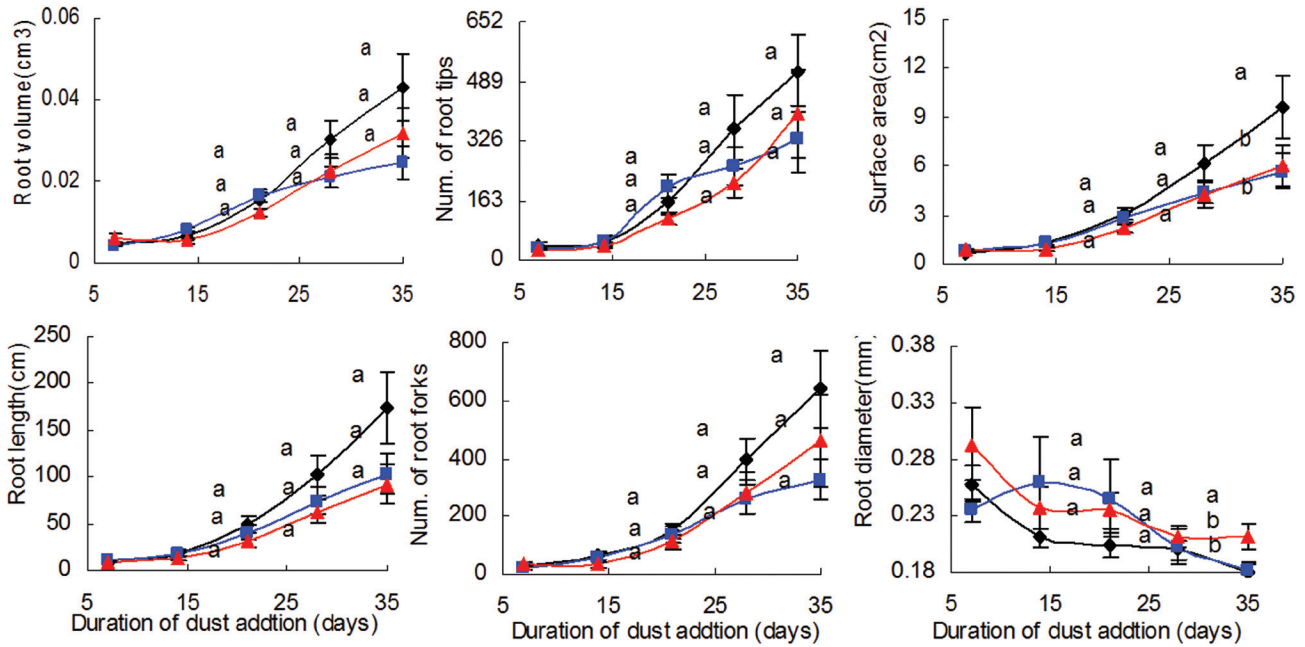 Root volume(cm3)
0.06
0.04
0.02
0
a
a
a
a
a
a
a
a
a
5
15
25
35
Num. of root tips
652
489
326
163
0
a
a
a
a
a
a
a
a
a
5
15
25
35
Surface area(cm2)
15
12
9
6
3
0
a
a
a
a
a
a
a
b
b
5
15
25
35
Root length(cm)
250
200
150
100
50
0
a
a
a
a
a
a
a
a
a
5
15
25
35
Duration of dust addtion (days)
Num. of root forks
800
600
400
200
0
a
a
a
a
a
a
a
a
a
5
15
25
35
Duration of dust addtion (days)
Root diameter(mm)
0.38
0.33
0.28
0.23
0.18
a
a
a
a
a
a
a
b
b
5
15
25
35
Duration of dust addtion (days)